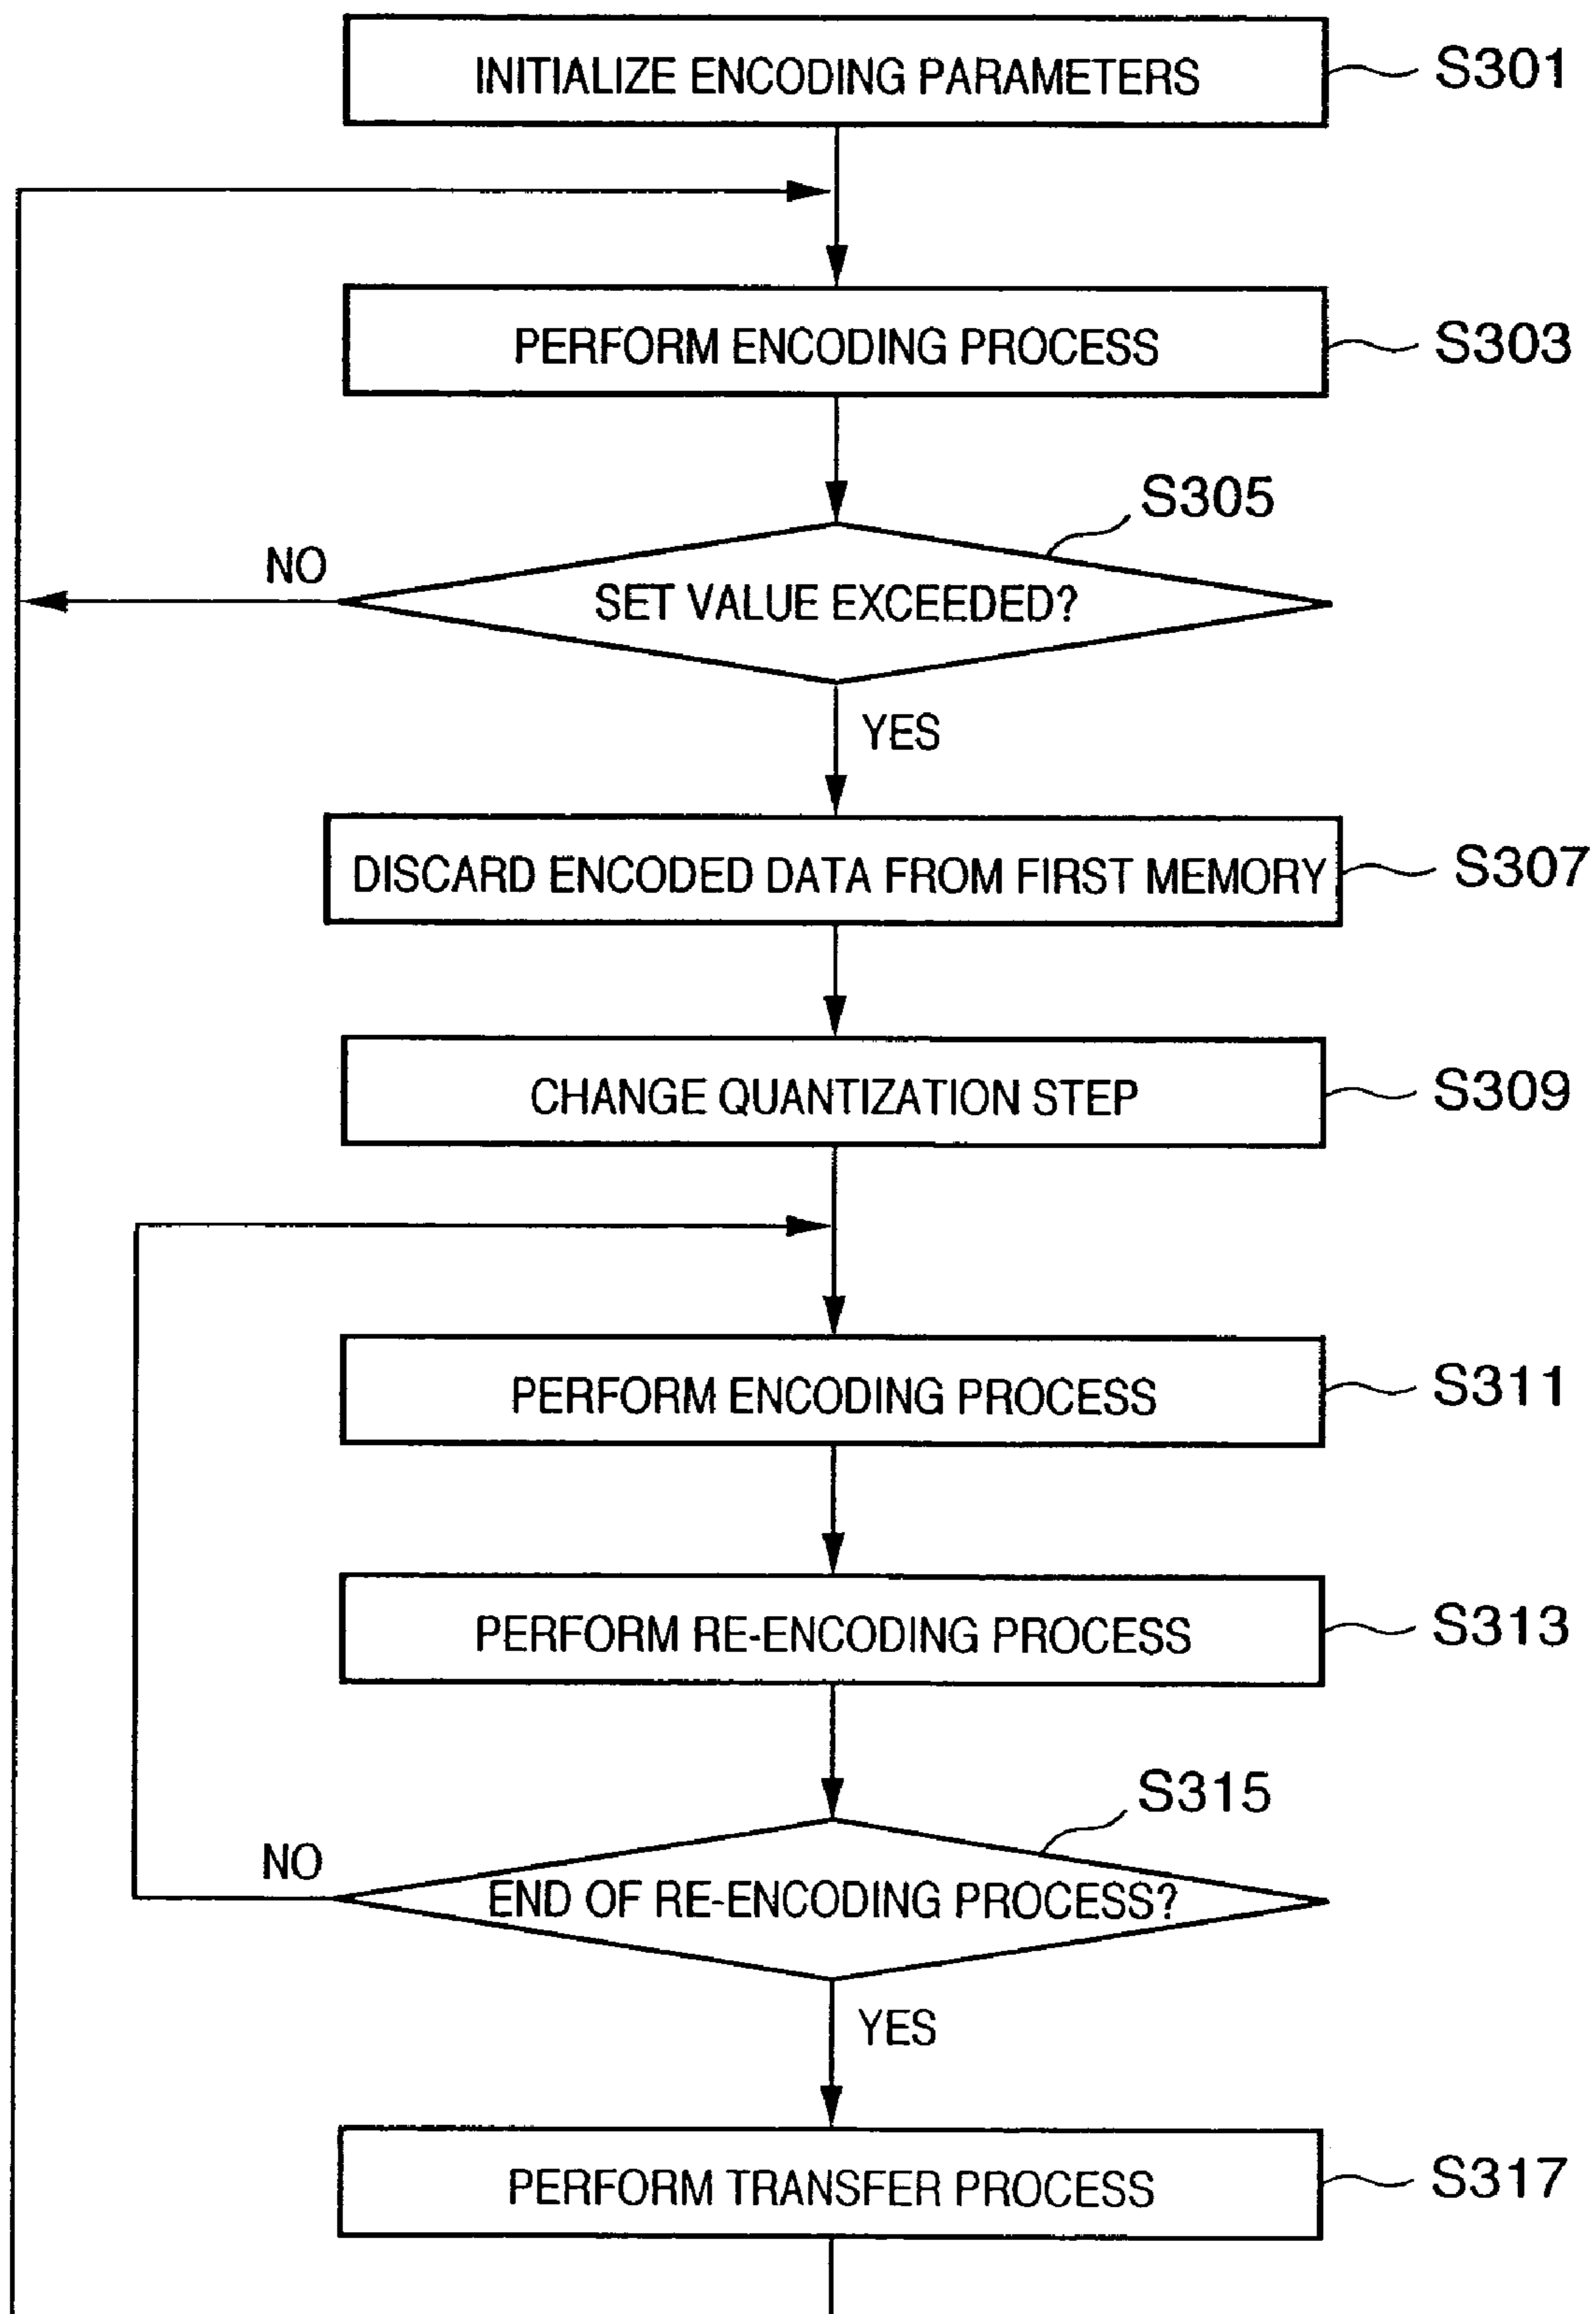 INITIALIZE ENCODING PARAMETERS
S301
PERFORM ENCODING PROCESS
S303
S305
NO
SET VALUE EXCEEDED?
YES
DISCARD ENCODED DATA FROM FIRST MEMORY
S307
CHANGE QUANTIZATION STEP
S309
PERFORM ENCODING PROCESS
S311
PERFORM RE-ENCODING PROCESS
S313
S315
NO
END OF RE-ENCODING PROCESS?
YES
PERFORM TRANSFER PROCESS
S317